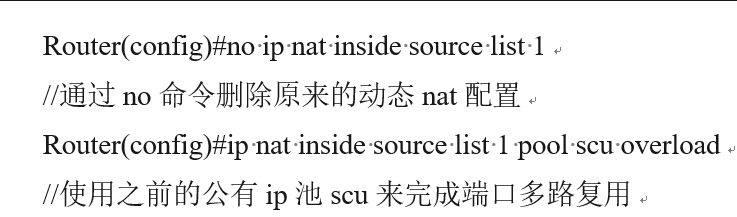 Router(config)#no ip nat inside source list 1
//通过 no 命令删除原来的动态 nat 配置
Router(config)#ip nat inside source list 1 pool scu overload
//使用之前的公有 ip 池 scu 来完成端口多路复用